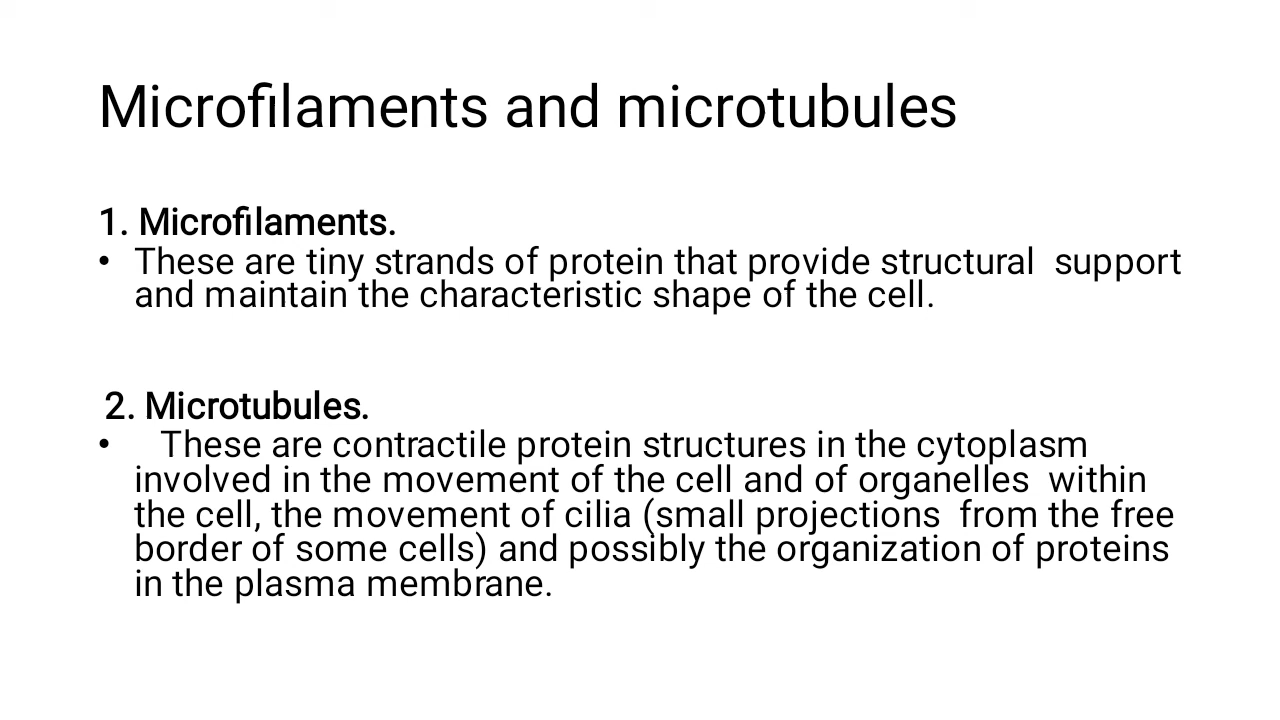 Microfilaments and microtubules
1. Microfilaments.
• These are tiny strands of protein that provide structural  support
and maintain the characteristic shape of the cell.
2. Microtubules.
•   These are contractile protein structures in the cytoplasm
involved in the movement of the cell and of organelles  within
the cell, the movement of cilia (small projections  from the free
border of some cells) and possibly the organization of proteins
in the plasma membrane.